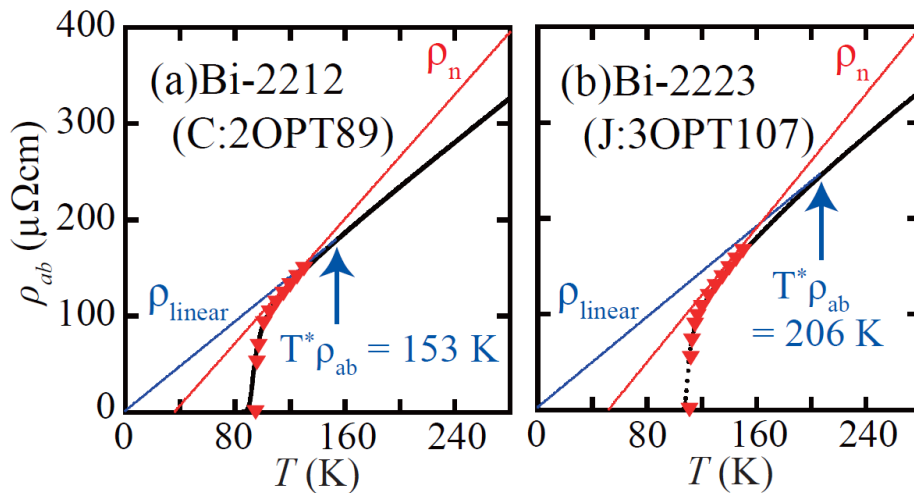 400
300
200
100
0
ρab (μΩcm)
(a)Bi-2212
(C:2OPT89)
ρn
ρlinear
T*ρab = 153 K
0
80
160
240
T (K)
(b)Bi-2223
(J:3OPT107)
ρn
ρlinear
T*ρab
= 206 K
0
80
160
240
T (K)